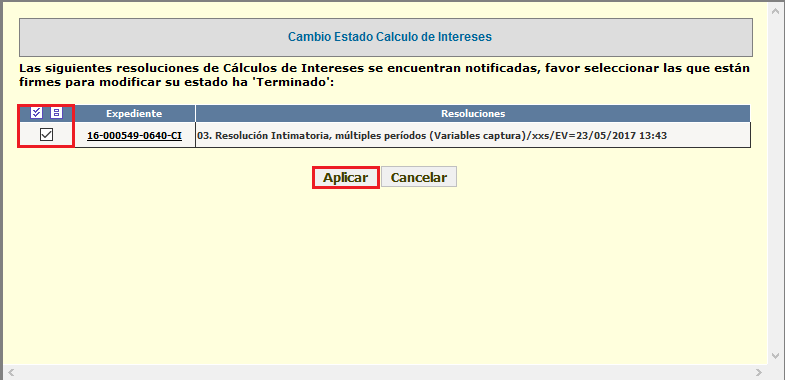 Cambio Estado Calculo de Intereses
Las siguientes resoluciones de Cálculos de Intereses se encuentran notificadas, favor seleccionar las que están
firmes para modificar su estado ha 'Terminado':
Expediente Resoluciones
16-000549-0640-CI 03. Resolución Intimatoria, múltiples períodos (Variables captura)/xxs/EV=23/05/2017 13:43
Aplicar Cancelar